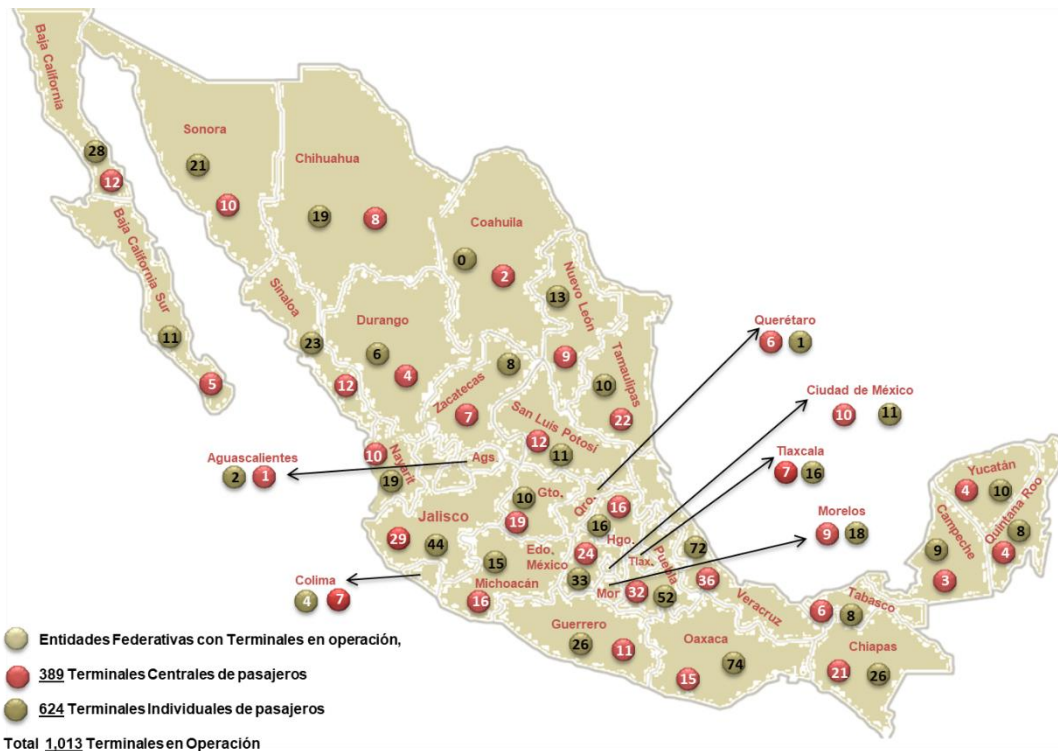 Baja California
28
12
Sonora
21
10
Chihuahua
19
8
Coahuila
0
2
Nuevo León
13
9
Baja California Sur
11
5
Sinaloa
23
12
Durango
6
4
Zacatecas
8
7
Tamaulipas
10
22
San Luis Potosí
12
11
Querétaro
6 1
Ciudad de México
10 11
Tlaxcala
7 16
Morelos
9 18
Aguascalientes
2 1
Ags.
Nayarit
10
19
Jalisco
29
44
Gto.
10
19
Qro.
Hgo.
16
16
Edo.
México
24
33
Tlax.
Mor
Puebla
32
52
Veracruz
72
36
Michoacán
15
16
Colima
4 7
Guerrero
26
11
Oaxaca
15
74
Tabasco
6
8
Chiapas
21
26
Campeche
9
3
Yucatán
4 10
Quintana Roo
8
4
Entidades Federativas con Terminales en operación,
389 Terminales Centrales de pasajeros
624 Terminales Individuales de pasajeros
Total 1,013 Terminales en Operación